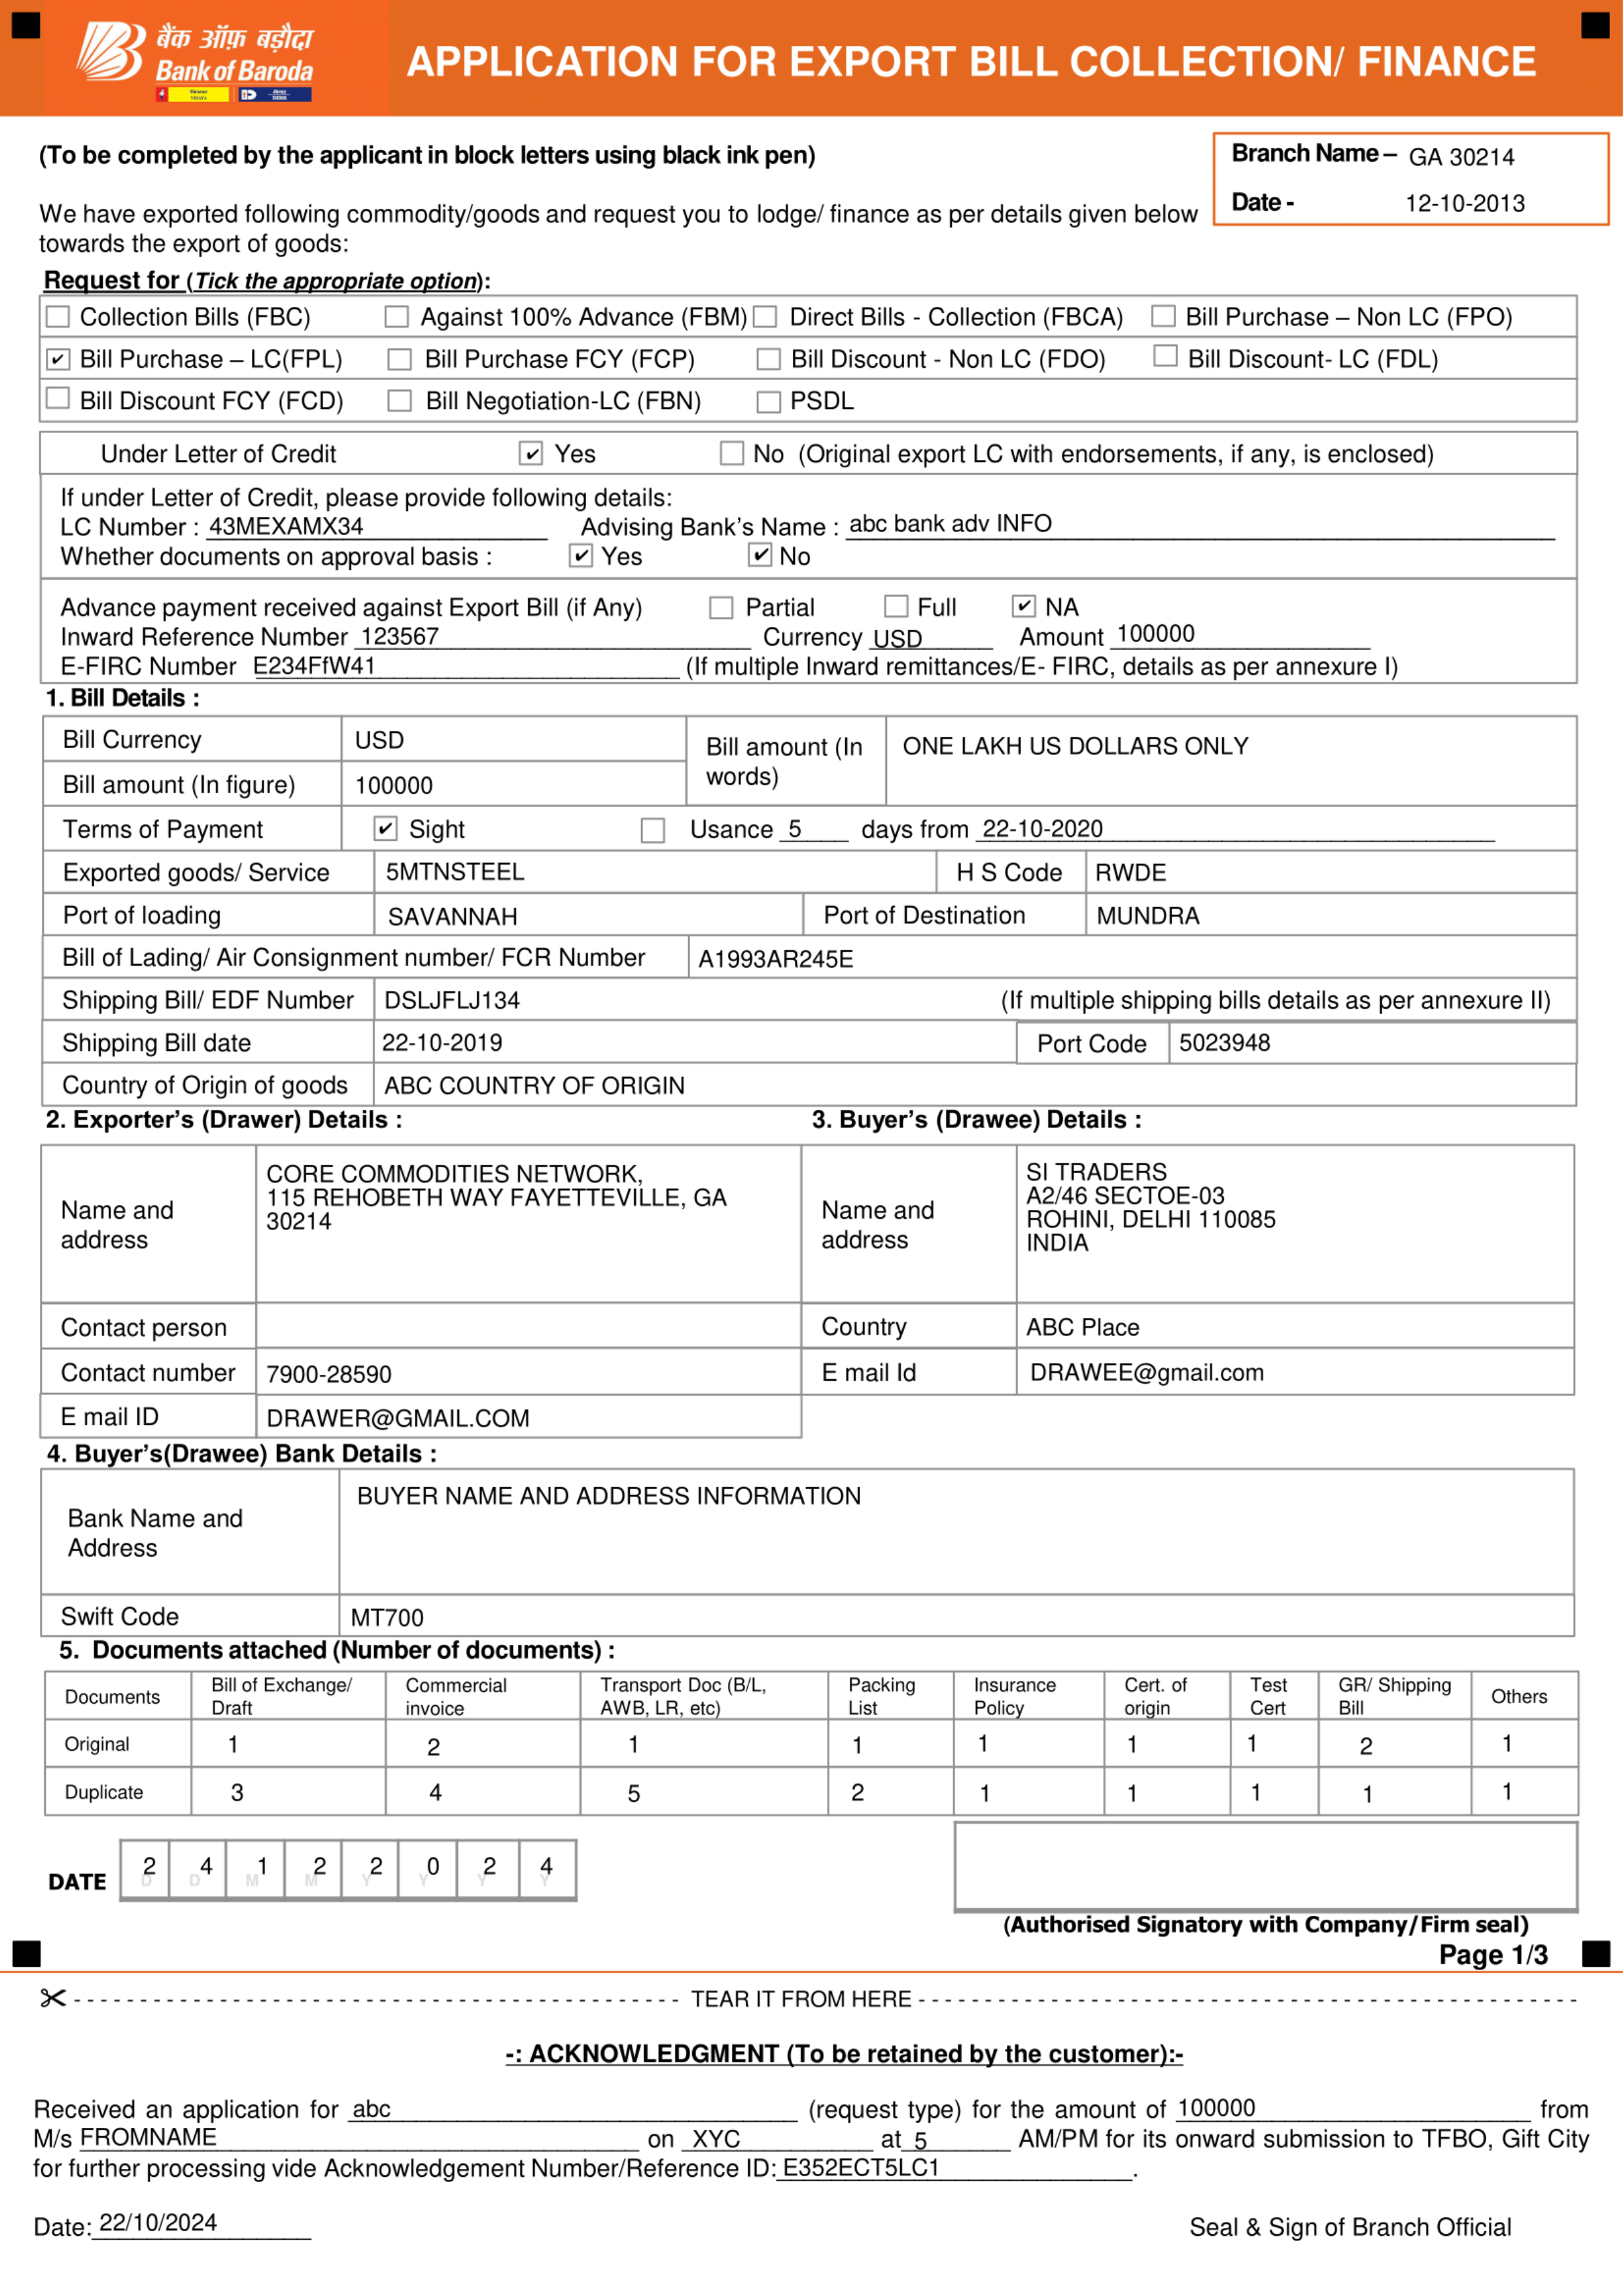 बैंक ऑफ़ बड़ौदा
Bank of Baroda
APPLICATION FOR EXPORT BILL COLLECTION/ FINANCE
(To be completed by the applicant in block letters using black ink pen)
Branch Name – GA 30214
Date - 12-10-2013
We have exported following commodity/goods and request you to lodge/ finance as per details given below
towards the export of goods:
Request for (Tick the appropriate option):
Collection Bills (FBC) Against 100% Advance (FBM) Direct Bills - Collection (FBCA) Bill Purchase – Non LC (FPO)
✔ Bill Purchase – LC(FPL) Bill Purchase FCY (FCP) Bill Discount - Non LC (FDO) Bill Discount- LC (FDL)
Bill Discount FCY (FCD) Bill Negotiation-LC (FBN) PSDL
Under Letter of Credit ✔ Yes No (Original export LC with endorsements, if any, is enclosed)
If under Letter of Credit, please provide following details:
LC Number : 43MEXAMX34 Advising Bank's Name : abc bank adv INFO
Whether documents on approval basis : ✔ Yes ✔ No
Advance payment received against Export Bill (if Any) Partial Full ✔ NA
Inward Reference Number 123567 Currency USD Amount 100000
E-FIRC Number E234FfW41 (If multiple Inward remittances/E- FIRC, details as per annexure I)
1. Bill Details :
Bill Currency USD
Bill amount (In words) ONE LAKH US DOLLARS ONLY
Bill amount (In figure) 100000
Terms of Payment ✔ Sight Usance 5 days from 22-10-2020
Exported goods/ Service 5MTNSTEEL H S Code RWDE
Port of loading SAVANNAH Port of Destination MUNDRA
Bill of Lading/ Air Consignment number/ FCR Number A1993AR245E
Shipping Bill/ EDF Number DSLJFLJ134 (If multiple shipping bills details as per annexure II)
Shipping Bill date 22-10-2019 Port Code 5023948
Country of Origin of goods ABC COUNTRY OF ORIGIN
2. Exporter's (Drawer) Details :
Name and address
CORE COMMODITIES NETWORK,
115 REHOBETH WAY FAYETTEVILLE, GA
30214
Contact person
Contact number 7900-28590
E mail ID DRAWER@GMAIL.COM
3. Buyer's (Drawee) Details :
Name and address
SI TRADERS
A2/46 SECTOE-03
ROHINI, DELHI 110085
INDIA
Country ABC Place
E mail Id DRAWEE@gmail.com
4. Buyer's(Drawee) Bank Details :
Bank Name and Address
BUYER NAME AND ADDRESS INFORMATION
Swift Code MT700
5. Documents attached (Number of documents) :
Documents Bill of Exchange/ Draft Commercial invoice Transport Doc (B/L, AWB, LR, etc) Packing List Insurance Policy Cert. of origin Test Cert GR/ Shipping Bill Others
Original 1 2 1 1 1 1 1 2 1
Duplicate 3 4 5 2 1 1 1 1 1
DATE 2 4 1 2 2 0 2 4
D D M M Y Y Y Y
(Authorised Signatory with Company/Firm seal)
Page 1/3
TEAR IT FROM HERE
-: ACKNOWLEDGMENT (To be retained by the customer):-
Received an application for abc (request type) for the amount of 100000 from
M/s FROMNAME on XYC at 5 AM/PM for its onward submission to TFBO, Gift City
for further processing vide Acknowledgement Number/Reference ID: E352ECT5LC1.
Date: 22/10/2024 Seal & Sign of Branch Official